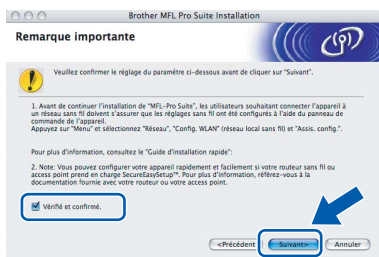 Brother MFL Pro Suite Installation
Remarque importante
Veuillez confirmer le réglage du paramètre ci-dessous avant de cliquer sur "Suivant".
1. Avant de continuer l'installation de "MFL-Pro Suite", les utilisateurs souhaitant connecter l'appareil à
un réseau sans fil doivent s'assurer que les réglages sans fil ont été configurés à l'aide du panneau de
commande de l'appareil.
Appuyez sur "Menu" et sélectionnez "Réseau", "Config. WLAN" (réseau local sans fil) et "Assis. config.".
Pour plus d'information, consultez le "Guide d'installation rapide":
2. Note: Vous pouvez configurer votre appareil rapidement et facilement si votre routeur sans fil ou
access point prend en charge SecureEasySetup™. Pour plus d'information, référez-vous à la
documentation fournie avec votre routeur ou votre access point.
Vérifié et confirmé.
<Précédent Suivant> Annuler